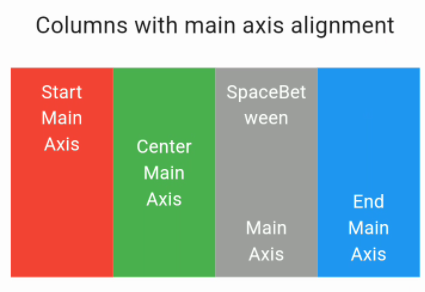 Columns with main axis alignment
Start
Main
Axis
Center
Main
Axis
SpaceBet
ween
Main
Axis
End
Main
Axis